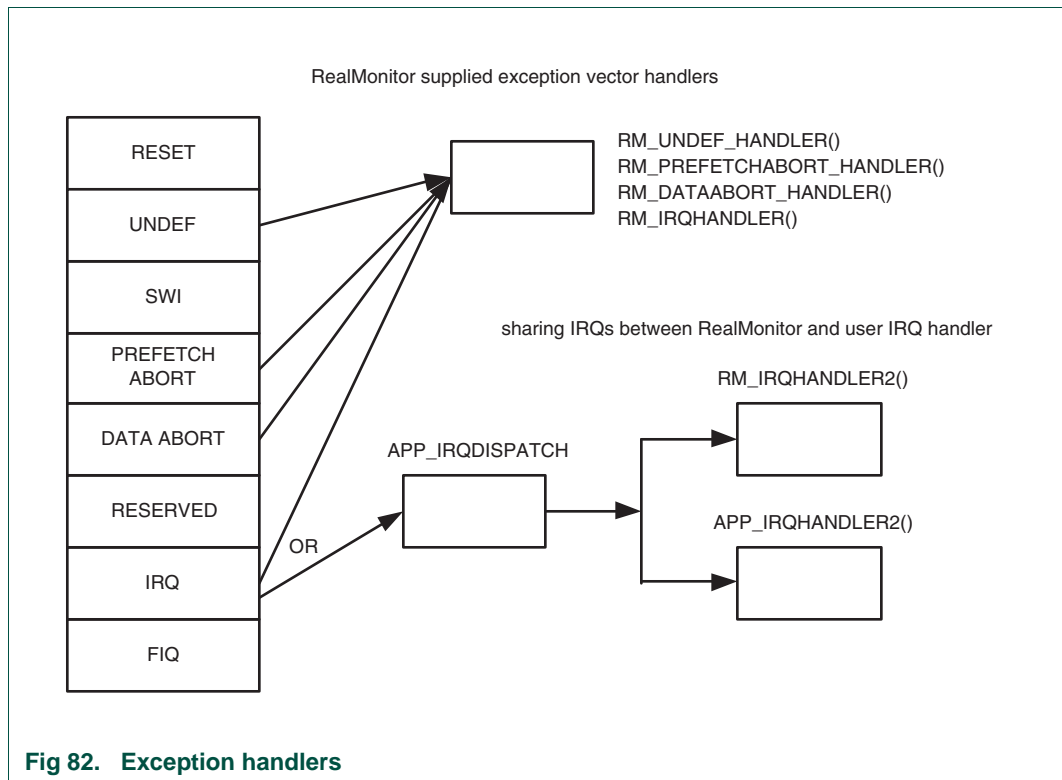 RealMonitor supplied exception vector handlers
RESET
UNDEF
SWI
PREFETCH
ABORT
DATA ABORT
RESERVED
IRQ
FIQ
RM_UNDEF_HANDLER()
RM_PREFETCHABORT_HANDLER()
RM_DATAABORT_HANDLER()
RM_IRQHANDLER()
sharing IRQs between RealMonitor and user IRQ handler
RM_IRQHANDLER2()
APP_IRQDISPATCH
APP_IRQHANDLER2()
OR
Fig 82. Exception handlers